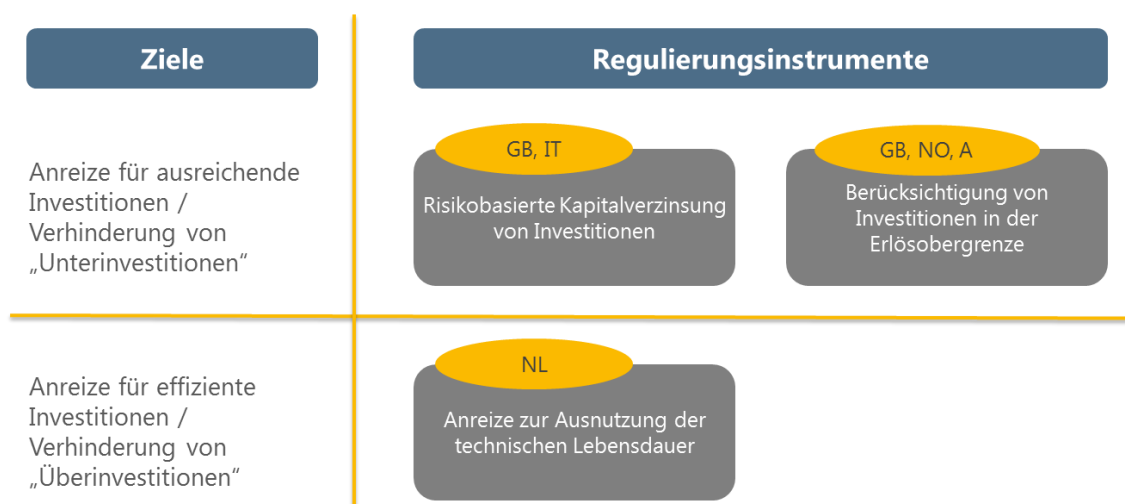 Ziele
Regulierungsinstrumente
Anreize für ausreichende
Investitionen /
Verhinderung von
„Unterinvestitionen“
GB, IT
Risikobasierte Kapitalverzinsung
von Investitionen
GB, NO, A
Berücksichtigung von
Investitionen in der
Erlösobergrenze
Anreize für effiziente
Investitionen /
Verhinderung von
„Überinvestitionen“
NL
Anreize zur Ausnutzung der
technischen Lebensdauer